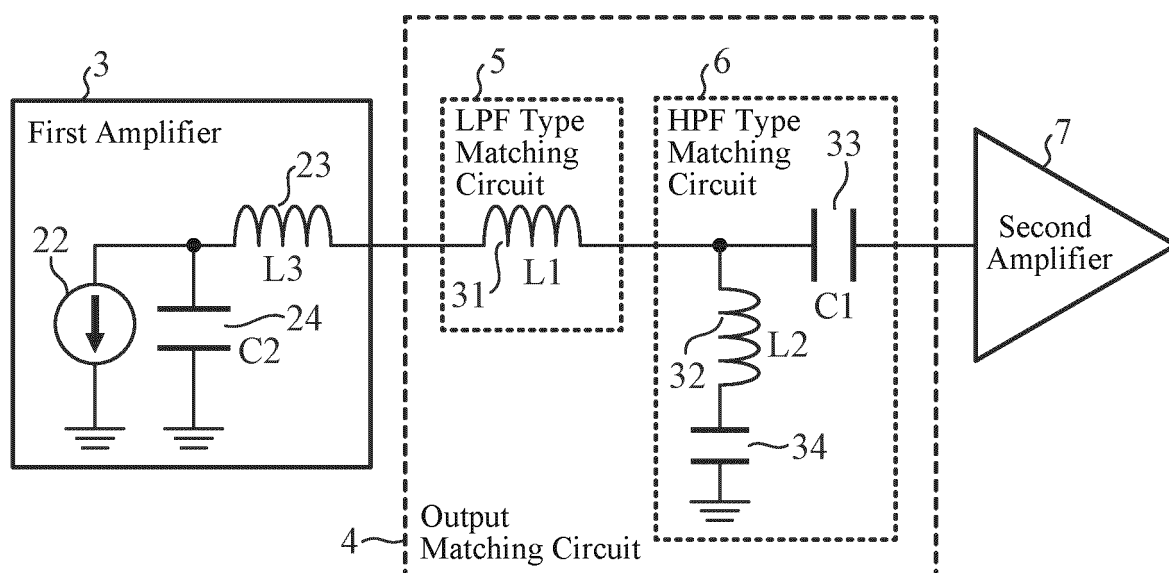 3
First Amplifier
22
23
L3
24
C2
4
Output
Matching Circuit
5
LPF Type
Matching
Circuit
31
L1
6
HPF Type
Matching
Circuit
33
C1
32
L2
34
7
Second
Amplifier